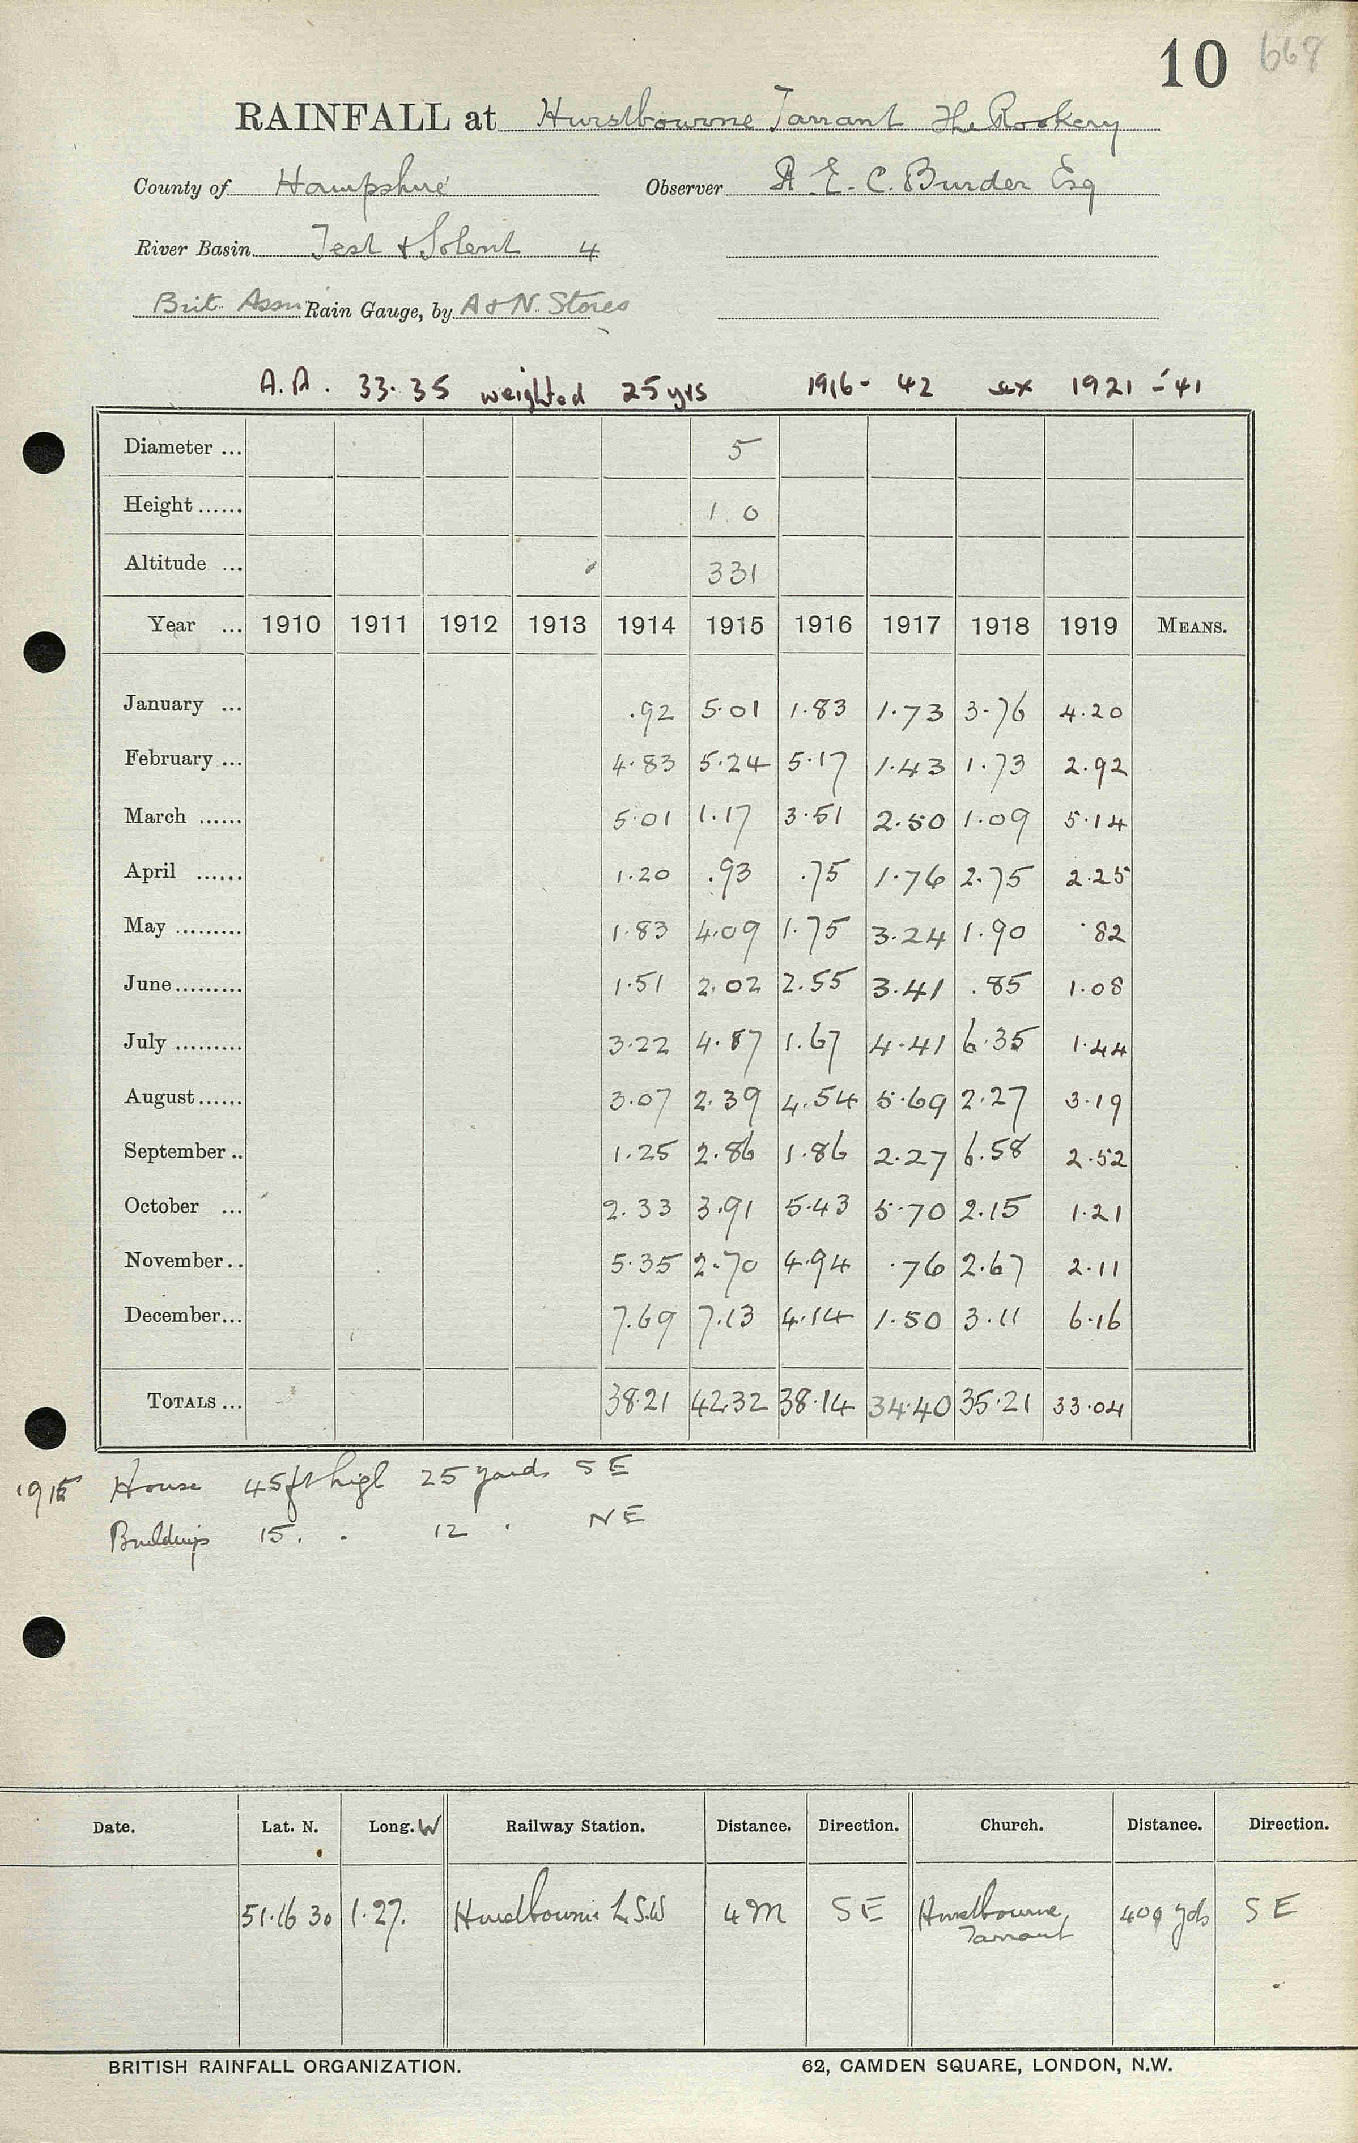 10 668
RAINFALL at Hurstbourne Tarrant The Rookery
County of Hampshire Observer A. E. C. Burder Esq
River Basin Test & Solent 4
Brit. Assn Rain Gauge, by A & N. Stores
A.A. 33.35 weighted 25 yrs 1916 - 42 ex 1921 - 41
Diameter ... 5
Height ...... 1 0
Altitude ... 331
Year ... 1910 1911 1912 1913 1914 1915 1916 1917 1918 1919 MEANS.
January ... .92 5.01 1.83 1.73 3.76 4.20
February ... 4.83 5.24 5.17 1.43 1.73 2.92
March ...... 5.01 1.17 3.51 2.50 1.09 5.14
April ...... 1.20 .93 .75 1.76 2.75 2.25
May ......... 1.83 4.09 1.75 3.24 1.90 .82
June ......... 1.51 2.02 2.55 3.41 .85 1.08
July ......... 3.22 4.87 1.67 4.41 6.35 1.44
August ...... 3.07 2.39 4.54 5.69 2.27 3.19
September .. 1.25 2.86 1.86 2.27 6.58 2.52
October ... 2.33 3.91 5.43 5.70 2.15 1.21
November .. 5.35 2.70 4.94 .76 2.67 2.11
December ... 7.69 7.13 4.14 1.50 3.11 6.16
TOTALS ... 38.21 42.32 38.14 34.40 35.21 33.04
1915 House 45 ft high 25 yards S E
Buildings 15 . . 12 . N E
Date. Lat. N. Long. W Railway Station. Distance. Direction. Church. Distance. Direction.
51.16 30 1.27. Hurstbourne L.S.W 4 M S E Hurstbourne 400 yds S E
Tarrant
BRITISH RAINFALL ORGANIZATION. 62, CAMDEN SQUARE, LONDON, N.W.